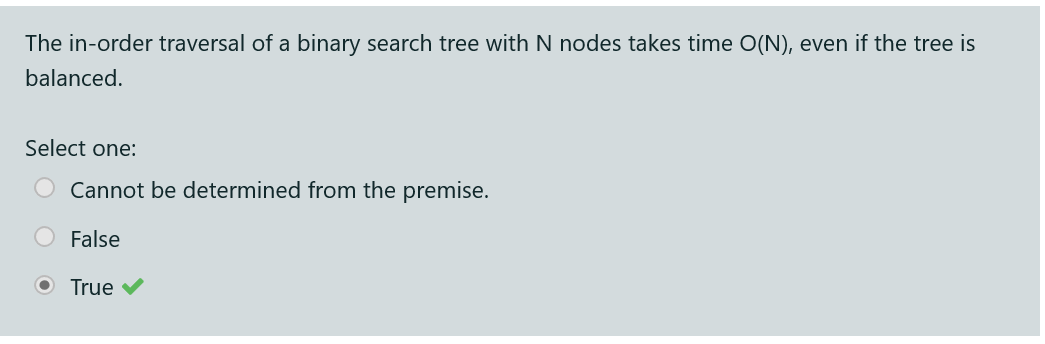 The in-order traversal of a binary search tree with N nodes takes time O(N), even if the tree is
balanced.
Select one:
Cannot be determined from the premise.
False
True